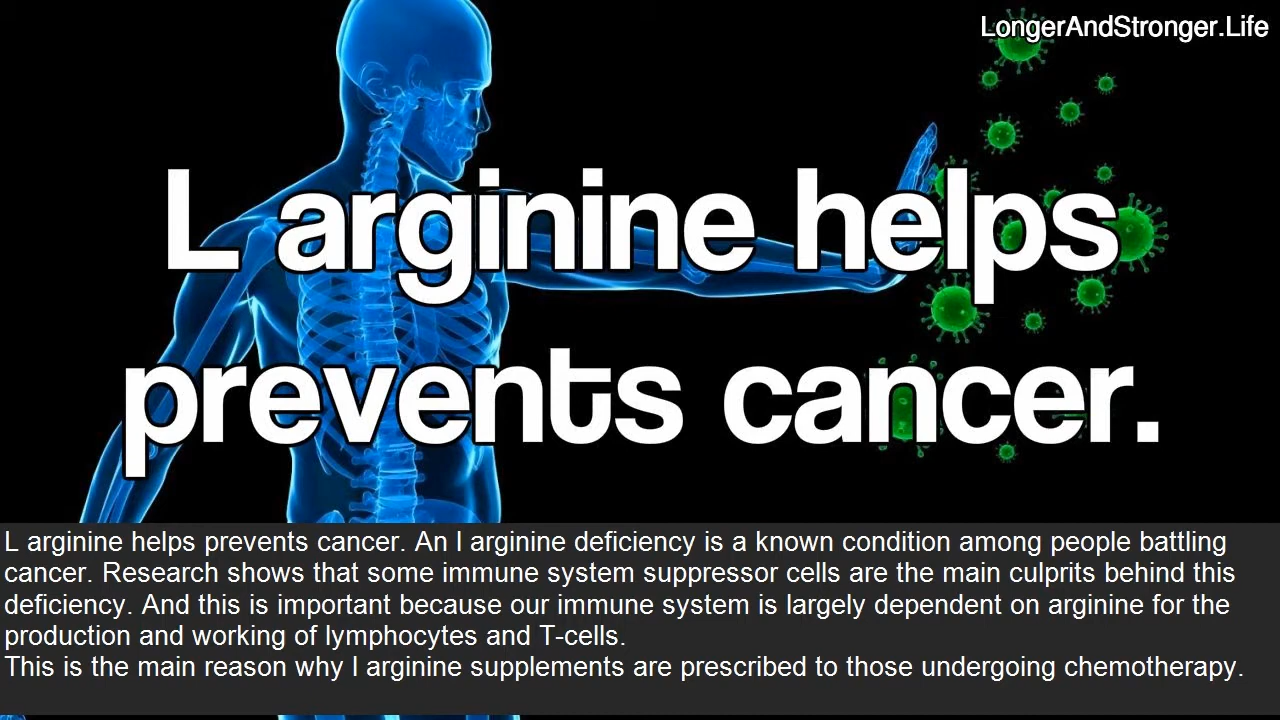 LongerAndStronger.Life
L arginine helps
prevents cancer.
L arginine helps prevents cancer. An l arginine deficiency is a known condition among people battling
cancer. Research shows that some immune system suppressor cells are the main culprits behind this
deficiency. And this is important because our immune system is largely dependent on arginine for the
production and working of lymphocytes and T-cells.
This is the main reason why l arginine supplements are prescribed to those undergoing chemotherapy.